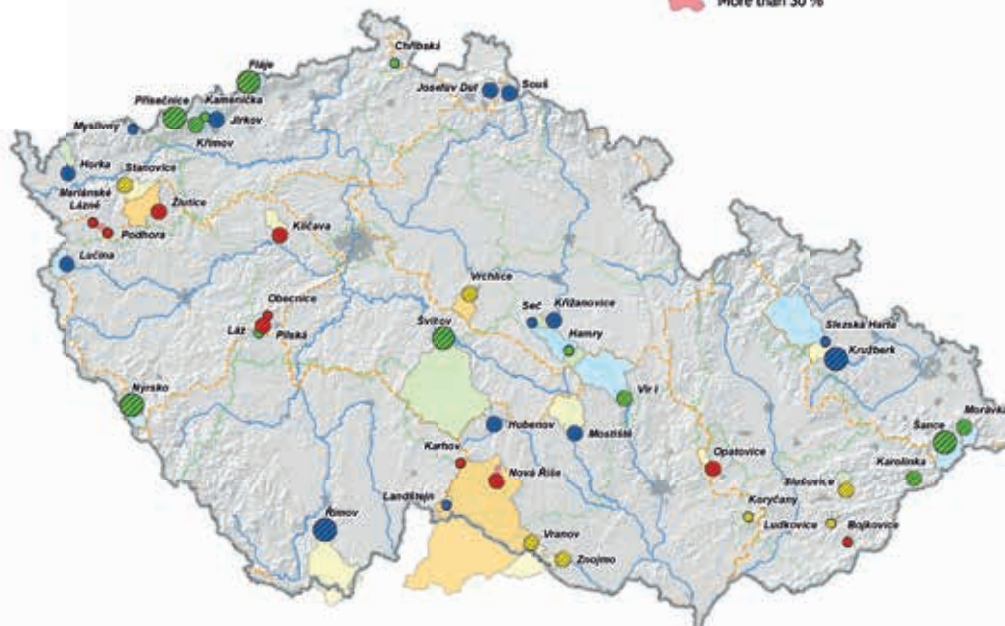 More than 30 %
Chřibská
Fláje
Josefův Důl
Souš
Přísečnice
Kamenička
Myslivny
Jirkov
Křímov
Horka
Stanovice
Mariánské
Lázně
Žlutice
Podhora
Klíčava
Lučina
Vrchlice
Obecnice
Seč
Křižanovice
Láz
Pilská
Švihov
Hamry
Slezská Harta
Kružberk
Nýrsko
Vír I
Morávka
Hubenov
Mostiště
Šance
Karhov
Opatovice
Karolinka
Nová Říše
Slušovice
Landštejn
Koryčany
Římov
Ludkovice
Bojkovice
Vranov
Znojmo